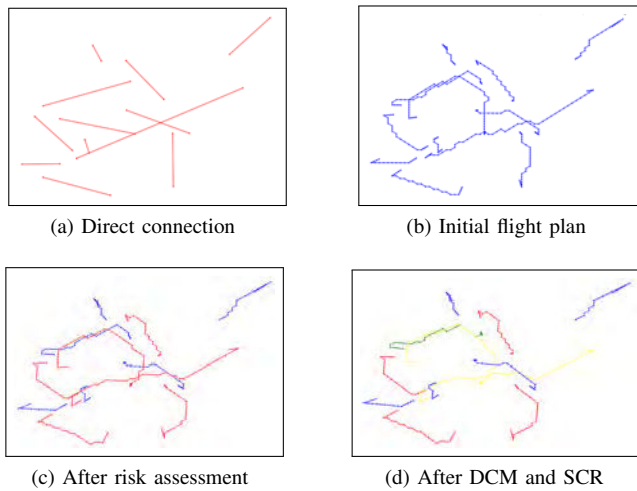 (a) Direct connection
(b) Initial flight plan
(c) After risk assessment
(d) After DCM and SCR